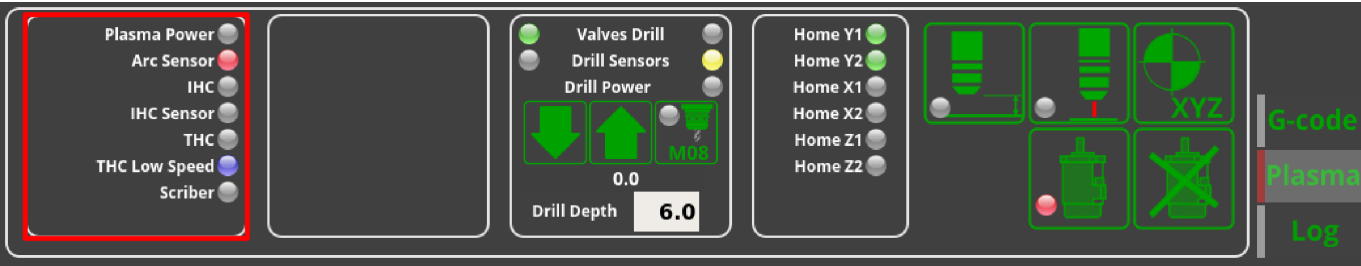 Plasma Power
Arc Sensor
IHC
IHC Sensor
THC
THC Low Speed
Scriber
Valves Drill
Drill Sensors
Drill Power
M08
0.0
Drill Depth 6.0
Home Y1
Home Y2
Home X1
Home X2
Home Z1
Home Z2
XYZ
G-code
Plasma
Log